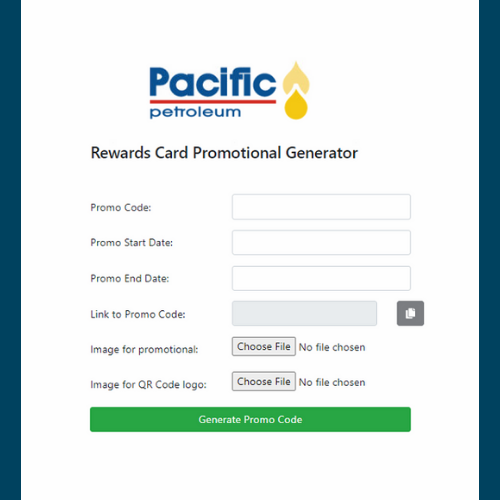 Pacific
petroleum
Rewards Card Promotional Generator
Promo Code:
Promo Start Date:
Promo End Date:
Link to Promo Code:
Image for promotional: Choose File No file chosen
Image for QR Code logo: Choose File No file chosen
Generate Promo Code